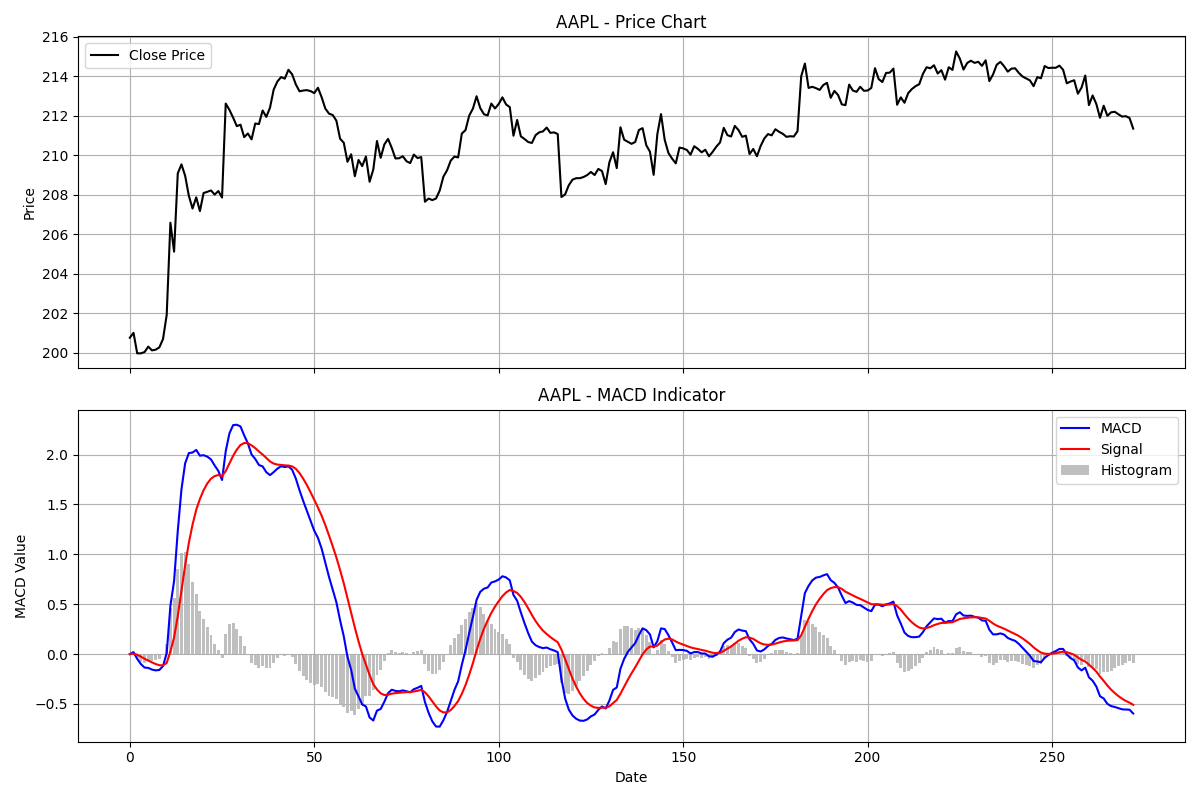 AAPL - Price Chart
216
214
212
210
208
206
204
202
200
Price
Close Price
AAPL - MACD Indicator
2.0
1.5
1.0
0.5
0.0
−0.5
MACD Value
MACD
Signal
Histogram
0 50 100 150 200 250
Date